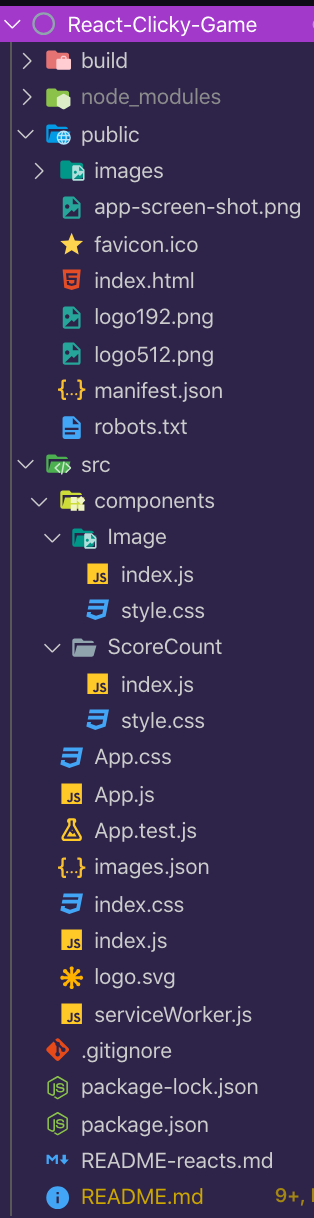 React-Clicky-Game
build
node_modules
public
images
app-screen-shot.png
favicon.ico
index.html
logo192.png
logo512.png
manifest.json
robots.txt
src
components
Image
index.js
style.css
ScoreCount
index.js
style.css
App.css
App.js
App.test.js
images.json
index.css
index.js
logo.svg
serviceWorker.js
.gitignore
package-lock.json
package.json
README-reacts.md
README.md 9+,